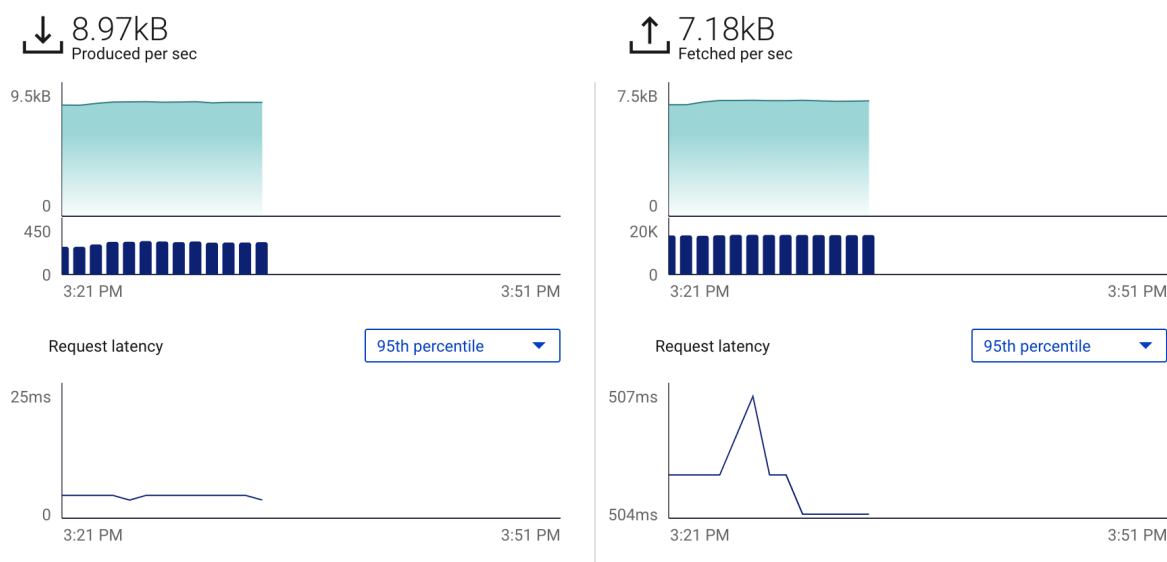 8.97kB
Produced per sec
9.5kB
0
450
0
3:21 PM 3:51 PM
Request latency 95th percentile
25ms
0
3:21 PM 3:51 PM
7.18kB
Fetched per sec
7.5kB
0
20K
0
3:21 PM 3:51 PM
Request latency 95th percentile
507ms
504ms
3:21 PM 3:51 PM